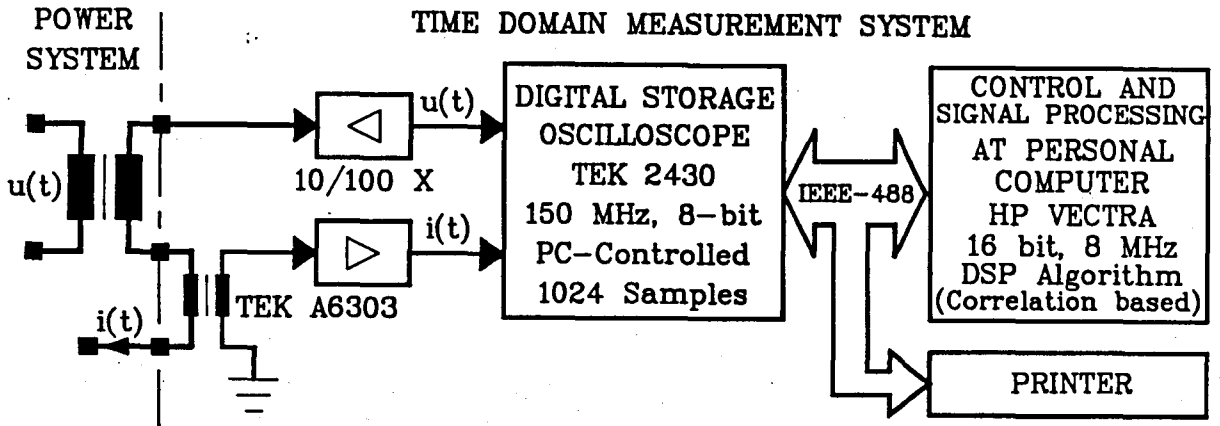 POWER
SYSTEM
TIME DOMAIN MEASUREMENT SYSTEM
u(t)
10/100 X
u(t)
i(t)
TEK A6303
i(t)
DIGITAL STORAGE
OSCILLOSCOPE
TEK 2430
150 MHz, 8-bit
PC-Controlled
1024 Samples
IEEE-488
CONTROL AND
SIGNAL PROCESSING
AT PERSONAL
COMPUTER
HP VECTRA
16 bit, 8 MHz
DSP Algorithm
(Correlation based)
PRINTER